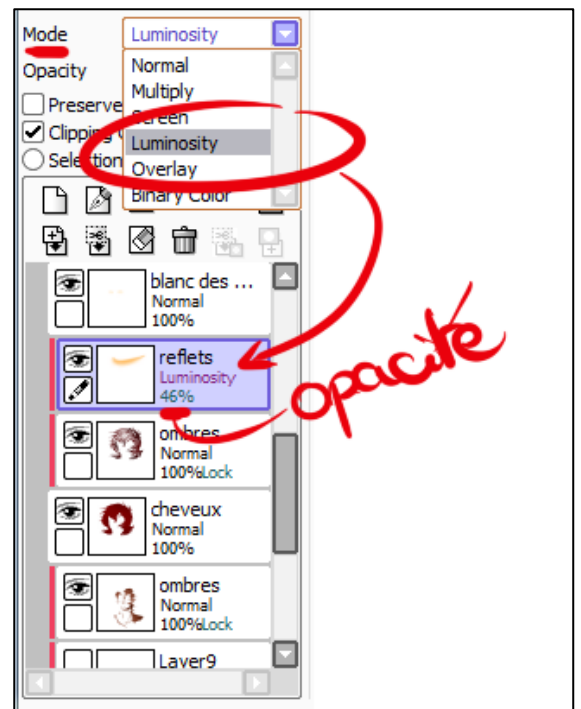 Mode Luminosity
Opacity
Normal
Multiply
Preserve
Screen
Clipping
Luminosity
Selection
Overlay
Binary Color
blanc des ...
Normal
100%
reflets
Luminosity
46%
opacité
ombres
Normal
100%Lock
cheveux
Normal
100%
ombres
Normal
100%Lock
Layer9